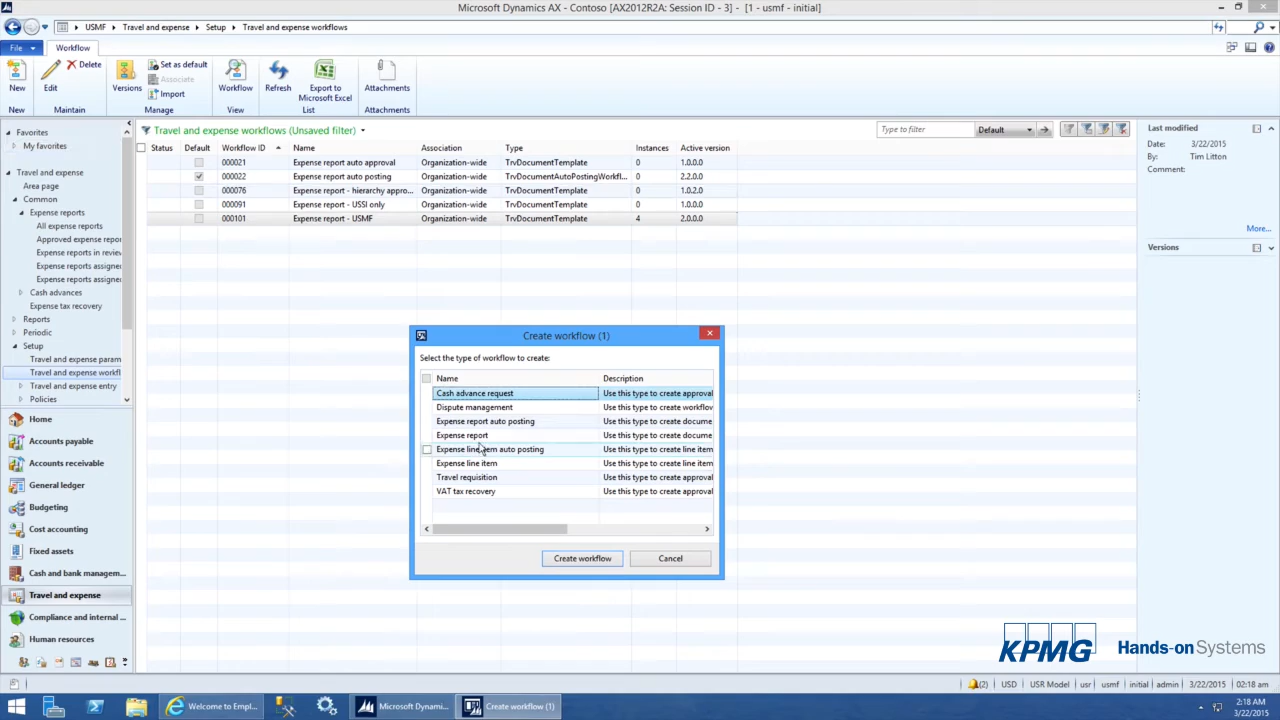 Microsoft Dynamics AX - Contoso [AX2012R2A: Session ID - 3] - [1 - usmf - initial]
USMF
Travel and expense
Setup
Travel and expense workflows
File
Workflow
New
Edit
Delete
Versions
Set as default
Associate
Import
Workflow
Refresh
Export to
Microsoft Excel
Attachments
New
Maintain
Manage
View
List
Attachments
Favorites
My favorites
Travel and expense
Area page
Common
Expense reports
All expense reports
Approved expense repo
Expense reports in revie
Expense reports assigne
Expense reports assigne
Cash advances
Expense tax recovery
Reports
Periodic
Setup
Travel and expense param
Travel and expense workf
Travel and expense entry
Policies
Home
Accounts payable
Accounts receivable
General ledger
Budgeting
Cost accounting
Fixed assets
Cash and bank managem...
Travel and expense
Compliance and internal ...
Human resources
Travel and expense workflows (Unsaved filter)
Type to filter
Default
Status Default Workflow ID Name Association Type Instances Active version
000021 Expense report auto approval Organization-wide TrvDocumentTemplate 0 1.0.0.0
000022 Expense report auto posting Organization-wide TrvDocumentAutoPostingWorkfl... 0 2.2.0.0
000076 Expense report - hierarchy appro... Organization-wide TrvDocumentTemplate 0 1.0.2.0
000091 Expense report - USSI only Organization-wide TrvDocumentTemplate 0 1.0.0.0
000101 Expense report - USMF Organization-wide TrvDocumentTemplate 4 2.0.0.0
Last modified
Date: 3/22/2015
By: Tim Litton
Comment:
More...
Versions
Create workflow (1)
Select the type of workflow to create:
Name Description
Cash advance request Use this type to create approval
Dispute management Use this type to create workflov
Expense report auto posting Use this type to create docume
Expense report Use this type to create docume
Expense line item auto posting Use this type to create line item
Expense line item Use this type to create line item
Travel requisition Use this type to create approval
VAT tax recovery Use this type to create approval
Create workflow
Cancel
KPMG Hands-on Systems
(2) USD USR Model usr usmf initial admin 3/22/2015 02:18 am
Welcome to Empl...
Microsoft Dynami...
Create workflow (1)
2:18 AM
3/22/2015